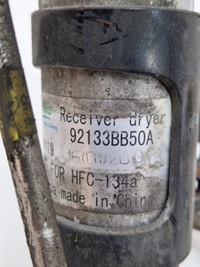 Receiver dryer
92133BB50A
FOR HFC-134a
made in China